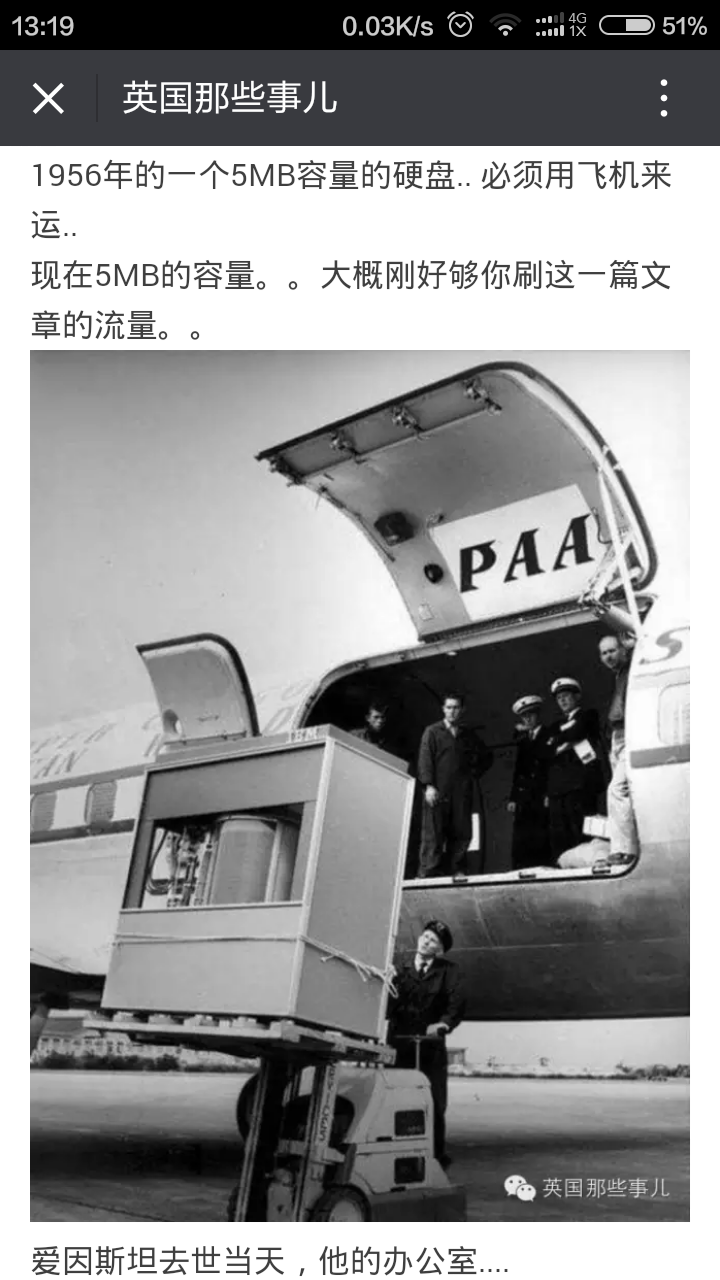 13:19 0.03K/s 4G 1X 51%
英国那些事儿
1956年的一个5MB容量的硬盘.. 必须用飞机来
运..
现在5MB的容量。。大概刚好够你刷这一篇文
章的流量。。
PAA
IBM
英国那些事儿
爱因斯坦去世当天，他的办公室....